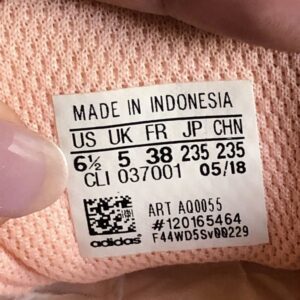 MADE IN INDONESIA
US UK FR JP CHN
6½ 5 38 235 235
CLI 037001 05/18
ART AQ0055
#120165464
adidas